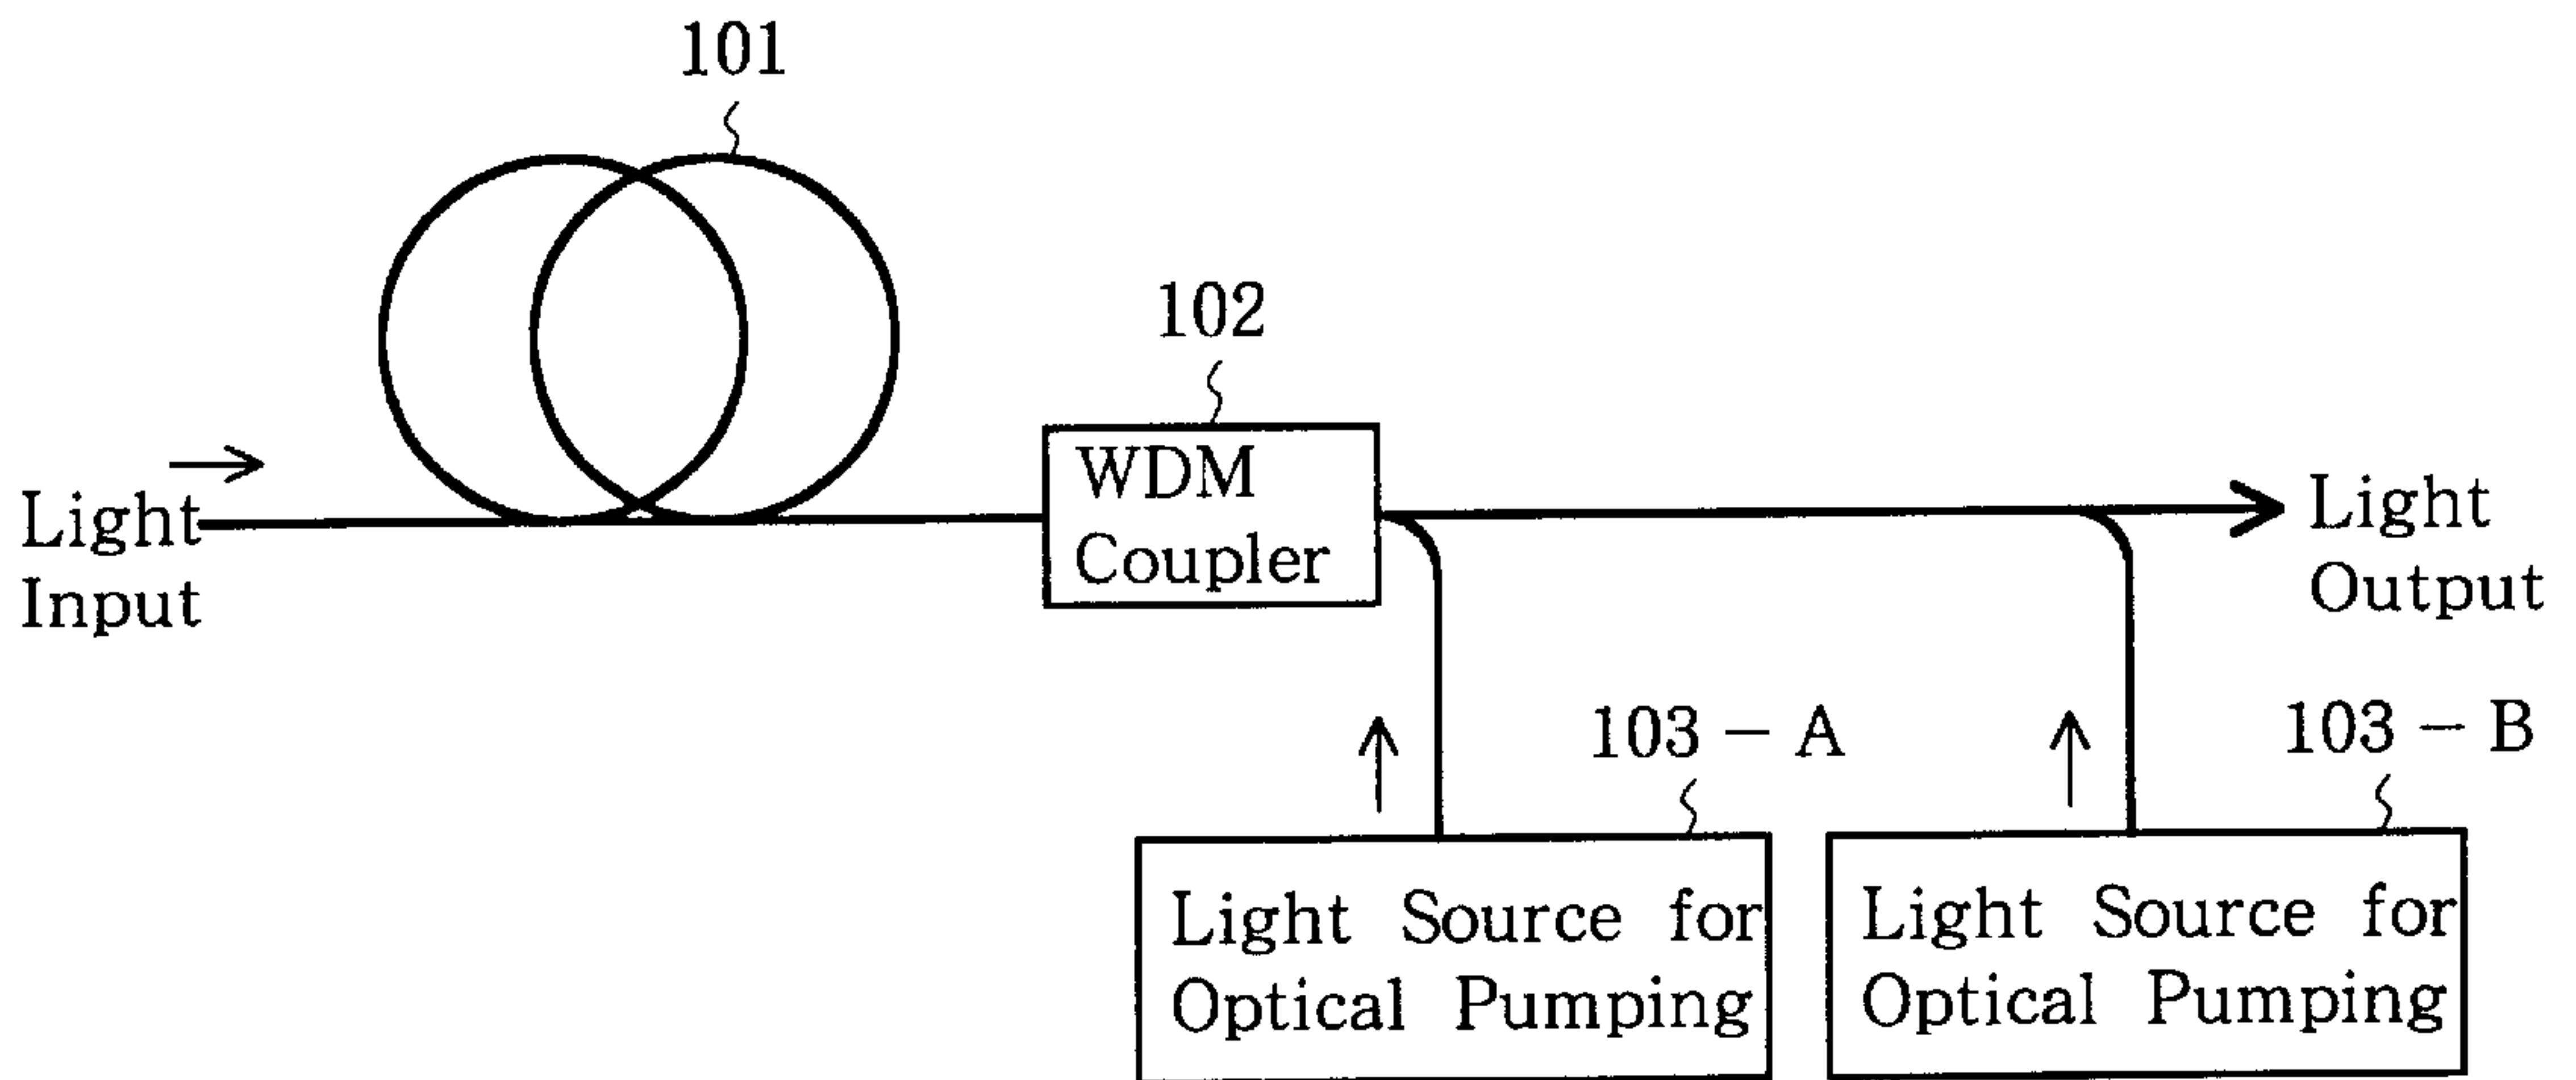 101
102
WDM
Coupler
Light
Input
Light
Output
103 – A
103 – B
Light Source for
Optical Pumping
Light Source for
Optical Pumping